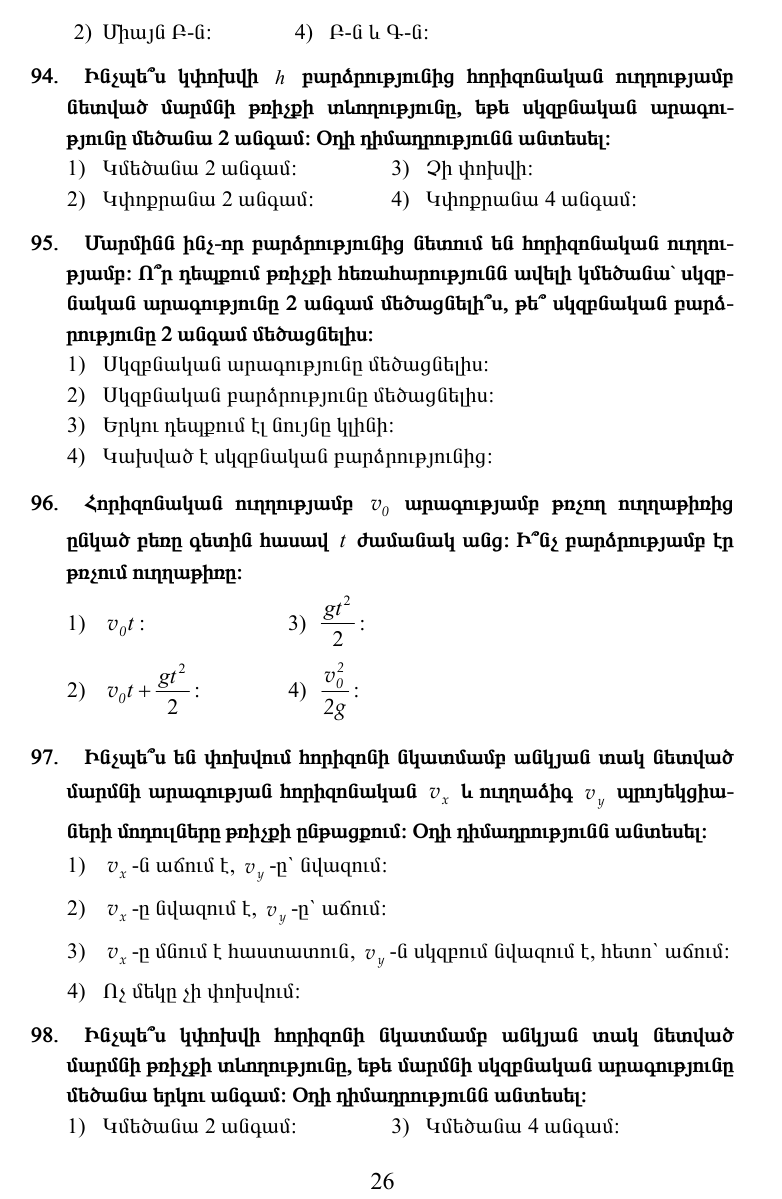 2) Միայն Բ-ն: 4) Բ-ն և Գ-ն:
94. Ինչպե՞ս կփոխվի h բարձրությունից հորիզոնական ուղղությամբ
նետված մարմնի թռիչքի տևողությունը, եթե սկզբնական արագու-
թյունը մեծանա 2 անգամ: Օդի դիմադրությունն անտեսել:
1) Կմեծանա 2 անգամ: 3) Չի փոխվի:
2) Կփոքրանա 2 անգամ: 4) Կփոքրանա 4 անգամ:
95. Մարմինն ինչ-որ բարձրությունից նետում են հորիզոնական ուղղու-
թյամբ: Ո՞ր դեպքում թռիչքի հեռահարությունն ավելի կմեծանա՝ սկզբ-
նական արագությունը 2 անգամ մեծացնելի՞ս, թե՞ սկզբնական բարձ-
րությունը 2 անգամ մեծացնելիս:
1) Սկզբնական արագությունը մեծացնելիս:
2) Սկզբնական բարձրությունը մեծացնելիս:
3) Երկու դեպքում էլ նույնը կլինի:
4) Կախված է սկզբնական բարձրությունից:
96. Հորիզոնական ուղղությամբ v₀ արագությամբ թռչող ուղղաթիռից
ընկած բեռը գետին հասավ t ժամանակ անց: Ի՞նչ բարձրությամբ էր
թռչում ուղղաթիռը:
1) v₀t : 3) gt²/2 :
2) v₀t + gt²/2 : 4) v₀²/2g :
97. Ինչպե՞ս են փոխվում հորիզոնի նկատմամբ անկյան տակ նետված
մարմնի արագության հորիզոնական vₓ և ուղղաձիգ v_y պրոյեկցիա-
ների մոդուլները թռիչքի ընթացքում: Օդի դիմադրությունն անտեսել:
1) vₓ -ն աճում է, v_y -ը՝ նվազում:
2) vₓ -ը նվազում է, v_y -ը՝ աճում:
3) vₓ -ը մնում է հաստատուն, v_y -ն սկզբում նվազում է, հետո՝ աճում:
4) Ոչ մեկը չի փոխվում:
98. Ինչպե՞ս կփոխվի հորիզոնի նկատմամբ անկյան տակ նետված
մարմնի թռիչքի տևողությունը, եթե մարմնի սկզբնական արագությունը
մեծանա երկու անգամ: Օդի դիմադրությունն անտեսել:
1) Կմեծանա 2 անգամ: 3) Կմեծանա 4 անգամ:
26